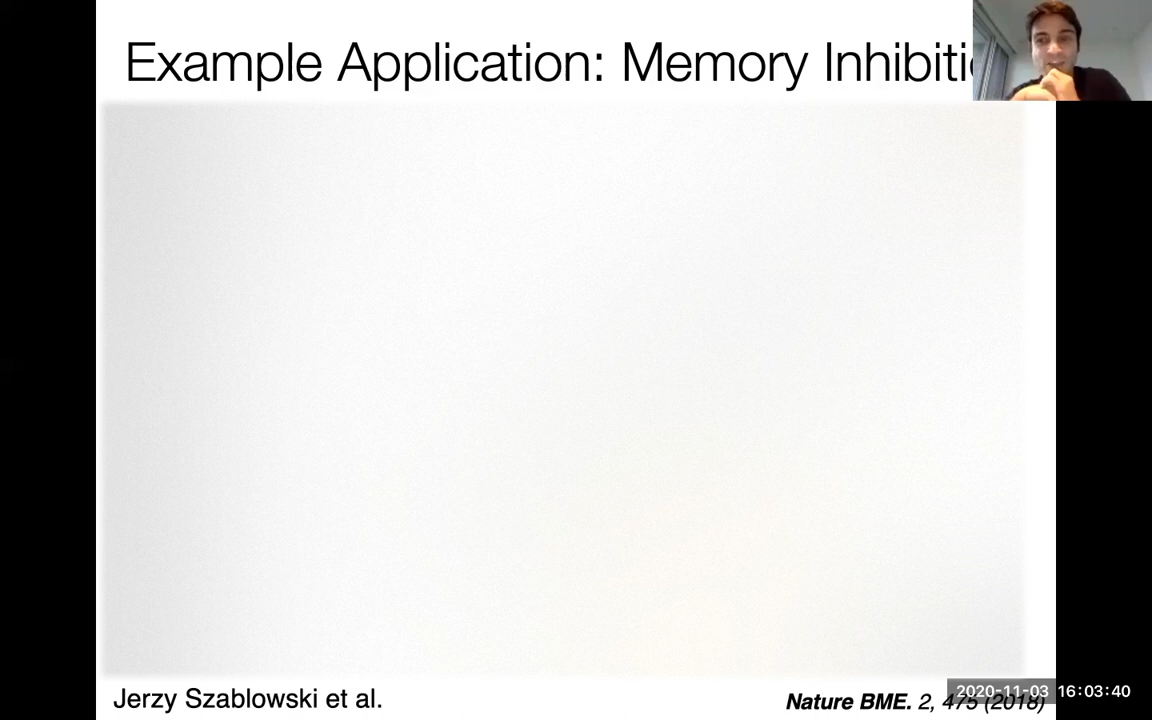 Example Application: Memory Inhibiti
Jerzy Szablowski et al.
Nature BME. 2, 475 (2018)
2020-11-03 16:03:40